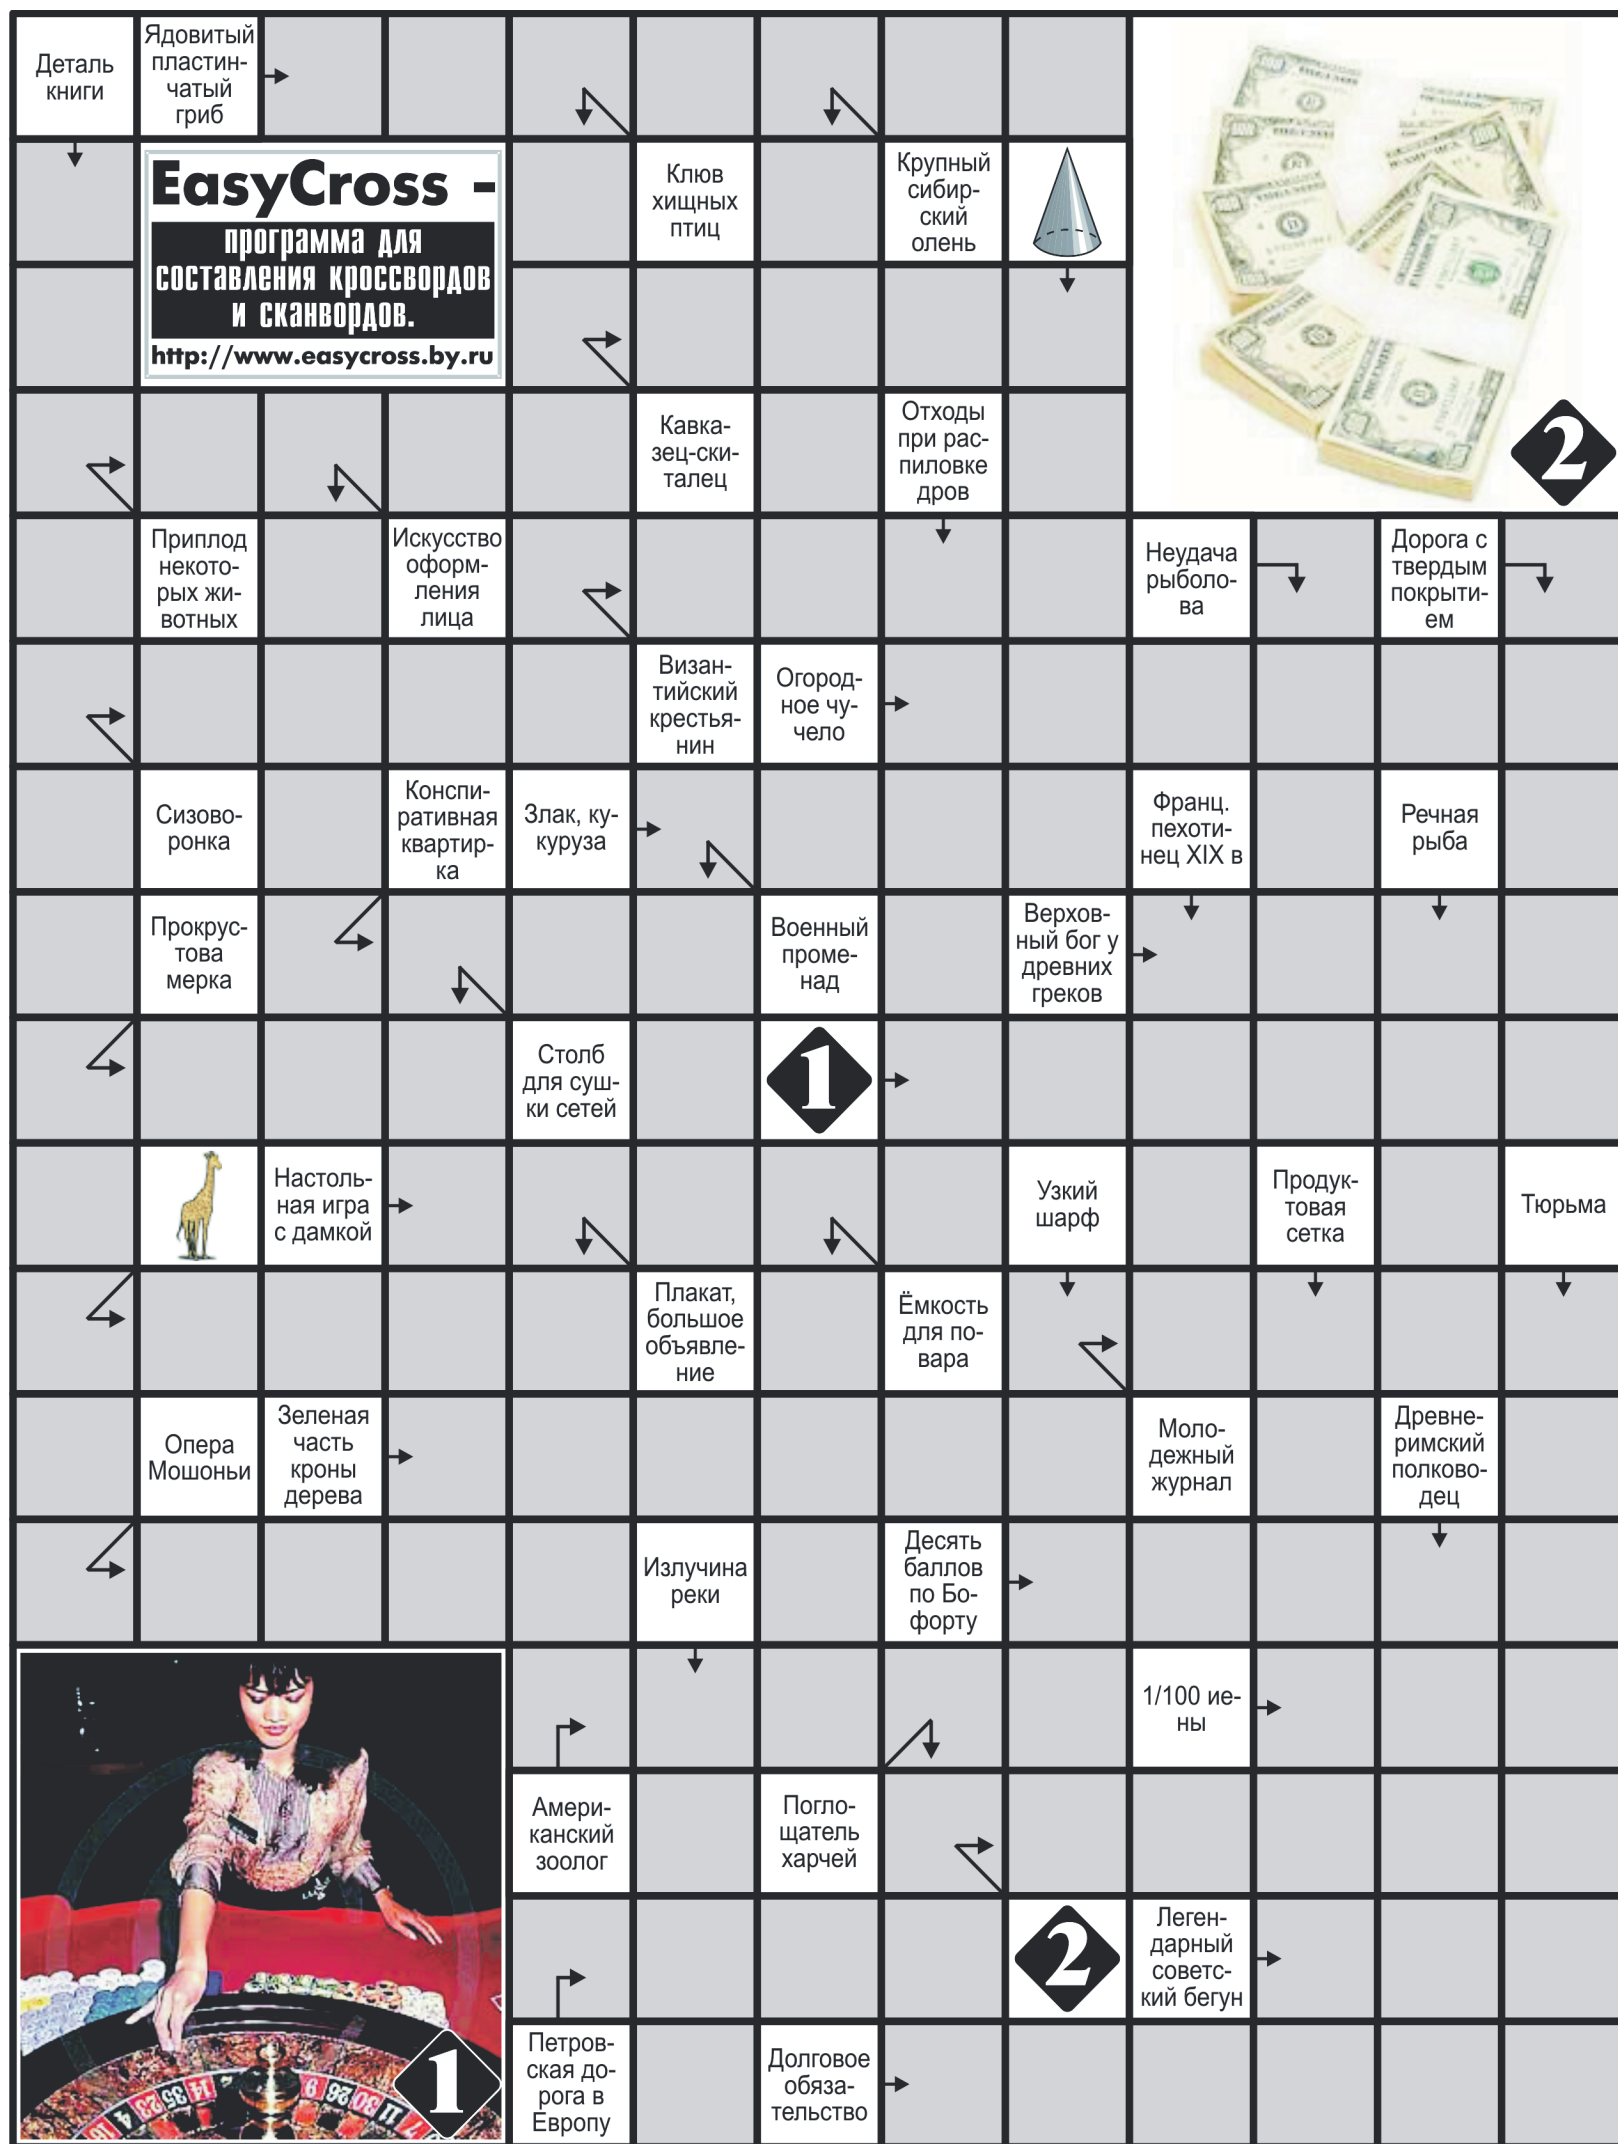 Деталь
книги
Ядовитый
пластин-
чатый
гриб
EasyCross -
программа для
составления кроссвордов
и сканвордов.
http://www.easycross.by.ru
Клюв
хищных
птиц
Крупный
сибир-
ский
олень
Кавка-
зец-ски-
талец
Отходы
при рас-
пиловке
дров
2
Приплод
некото-
рых жи-
вотных
Искусство
оформ-
ления
лица
Неудача
рыболо-
ва
Дорога с
твердым
покрыти-
ем
Визан-
тийский
крестья-
нин
Огород-
ное чу-
чело
Сизово-
ронка
Конспи-
ративная
квартир-
ка
Злак, ку-
куруза
Франц.
пехоти-
нец XIX в
Речная
рыба
Прокрус-
това
мерка
Военный
проме-
над
Верхов-
ный бог у
древних
греков
Столб
для суш-
ки сетей
1
Настоль-
ная игра
с дамкой
Узкий
шарф
Продук-
товая
сетка
Тюрьма
Плакат,
большое
объявле-
ние
Ёмкость
для по-
вара
Опера
Мошоньи
Зеленая
часть
кроны
дерева
Моло-
дежный
журнал
Древне-
римский
полково-
дец
Излучина
реки
Десять
баллов
по Бо-
форту
1/100 ие-
ны
Амери-
канский
зоолог
Погло-
щатель
харчей
2
Леген-
дарный
советс-
кий бегун
1
Петров-
ская до-
рога в
Европу
Долговое
обяза-
тельство